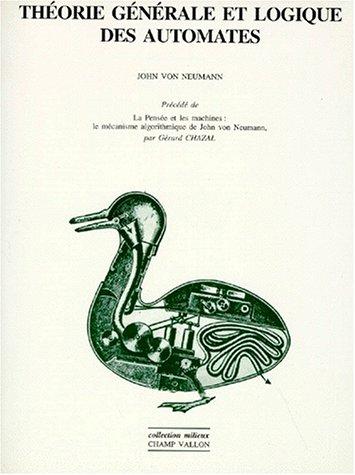 THÉORIE GÉNÉRALE ET LOGIQUE
DES AUTOMATES
JOHN VON NEUMANN
Précédé de
La Pensée et les machines :
le mécanisme algorithmique de John von Neumann,
par Gérard CHAZAL
collection milieux
CHAMP VALLON